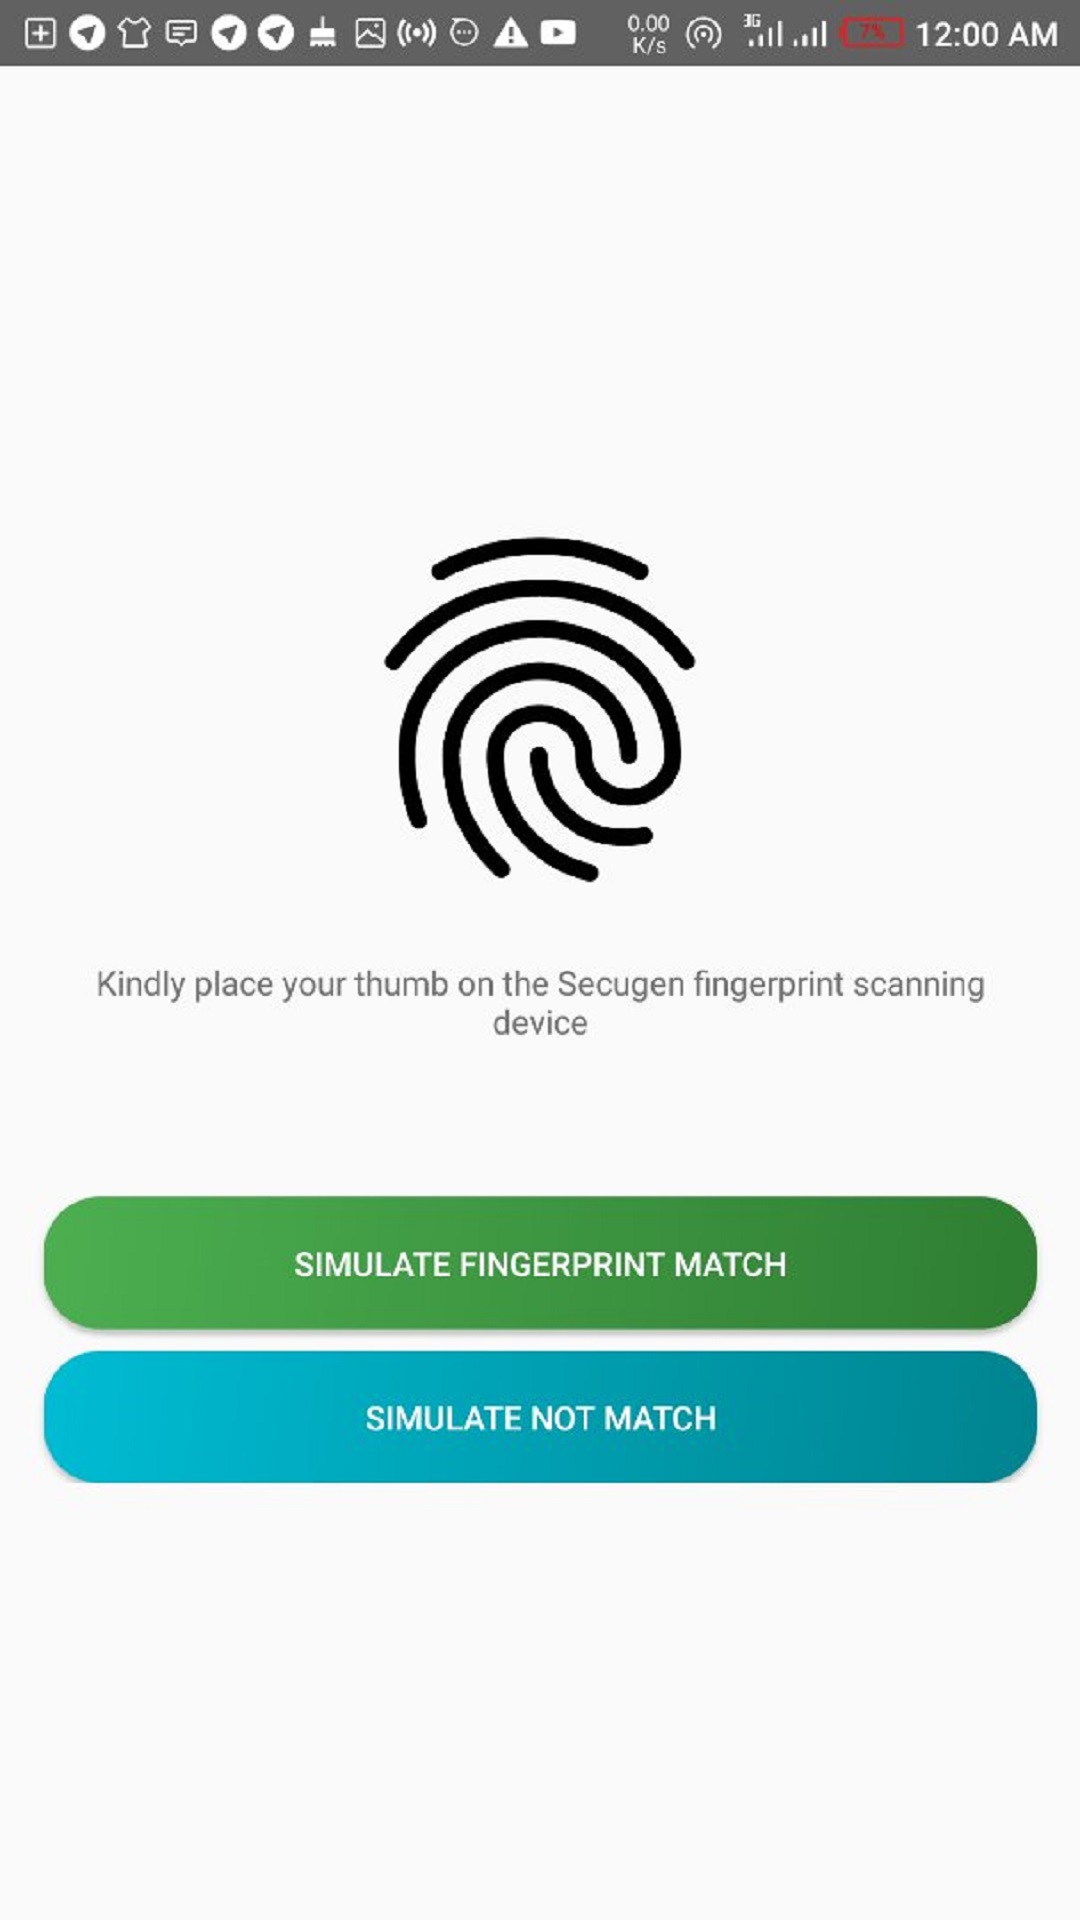 0.00
K/s
3G
7%
12:00 AM
Kindly place your thumb on the Secugen fingerprint scanning
device
SIMULATE FINGERPRINT MATCH
SIMULATE NOT MATCH